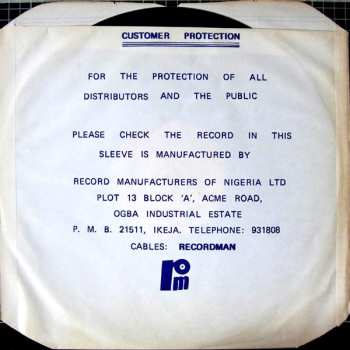 CUSTOMER PROTECTION
FOR THE PROTECTION OF ALL
DISTRIBUTORS AND THE PUBLIC
PLEASE CHECK THE RECORD IN THIS
SLEEVE IS MANUFACTURED BY
RECORD MANUFACTURERS OF NIGERIA LTD
PLOT 13 BLOCK 'A', ACME ROAD,
OGBA INDUSTRIAL ESTATE
P. M. B. 21511, IKEJA. TELEPHONE: 931808
CABLES: RECORDMAN
rom